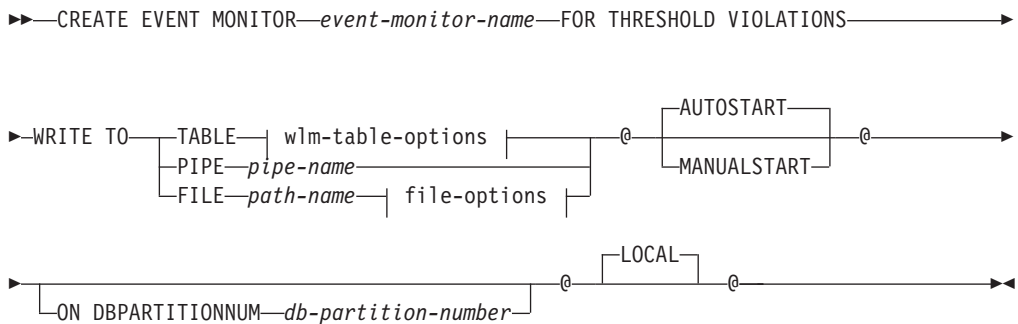 CREATE EVENT MONITOR event-monitor-name FOR THRESHOLD VIOLATIONS
AUTOSTART
WRITE TO TABLE wlm-table-options @ @
MANUALSTART
PIPE pipe-name
FILE path-name file-options
LOCAL
@ @
ON DBPARTITIONNUM db-partition-number